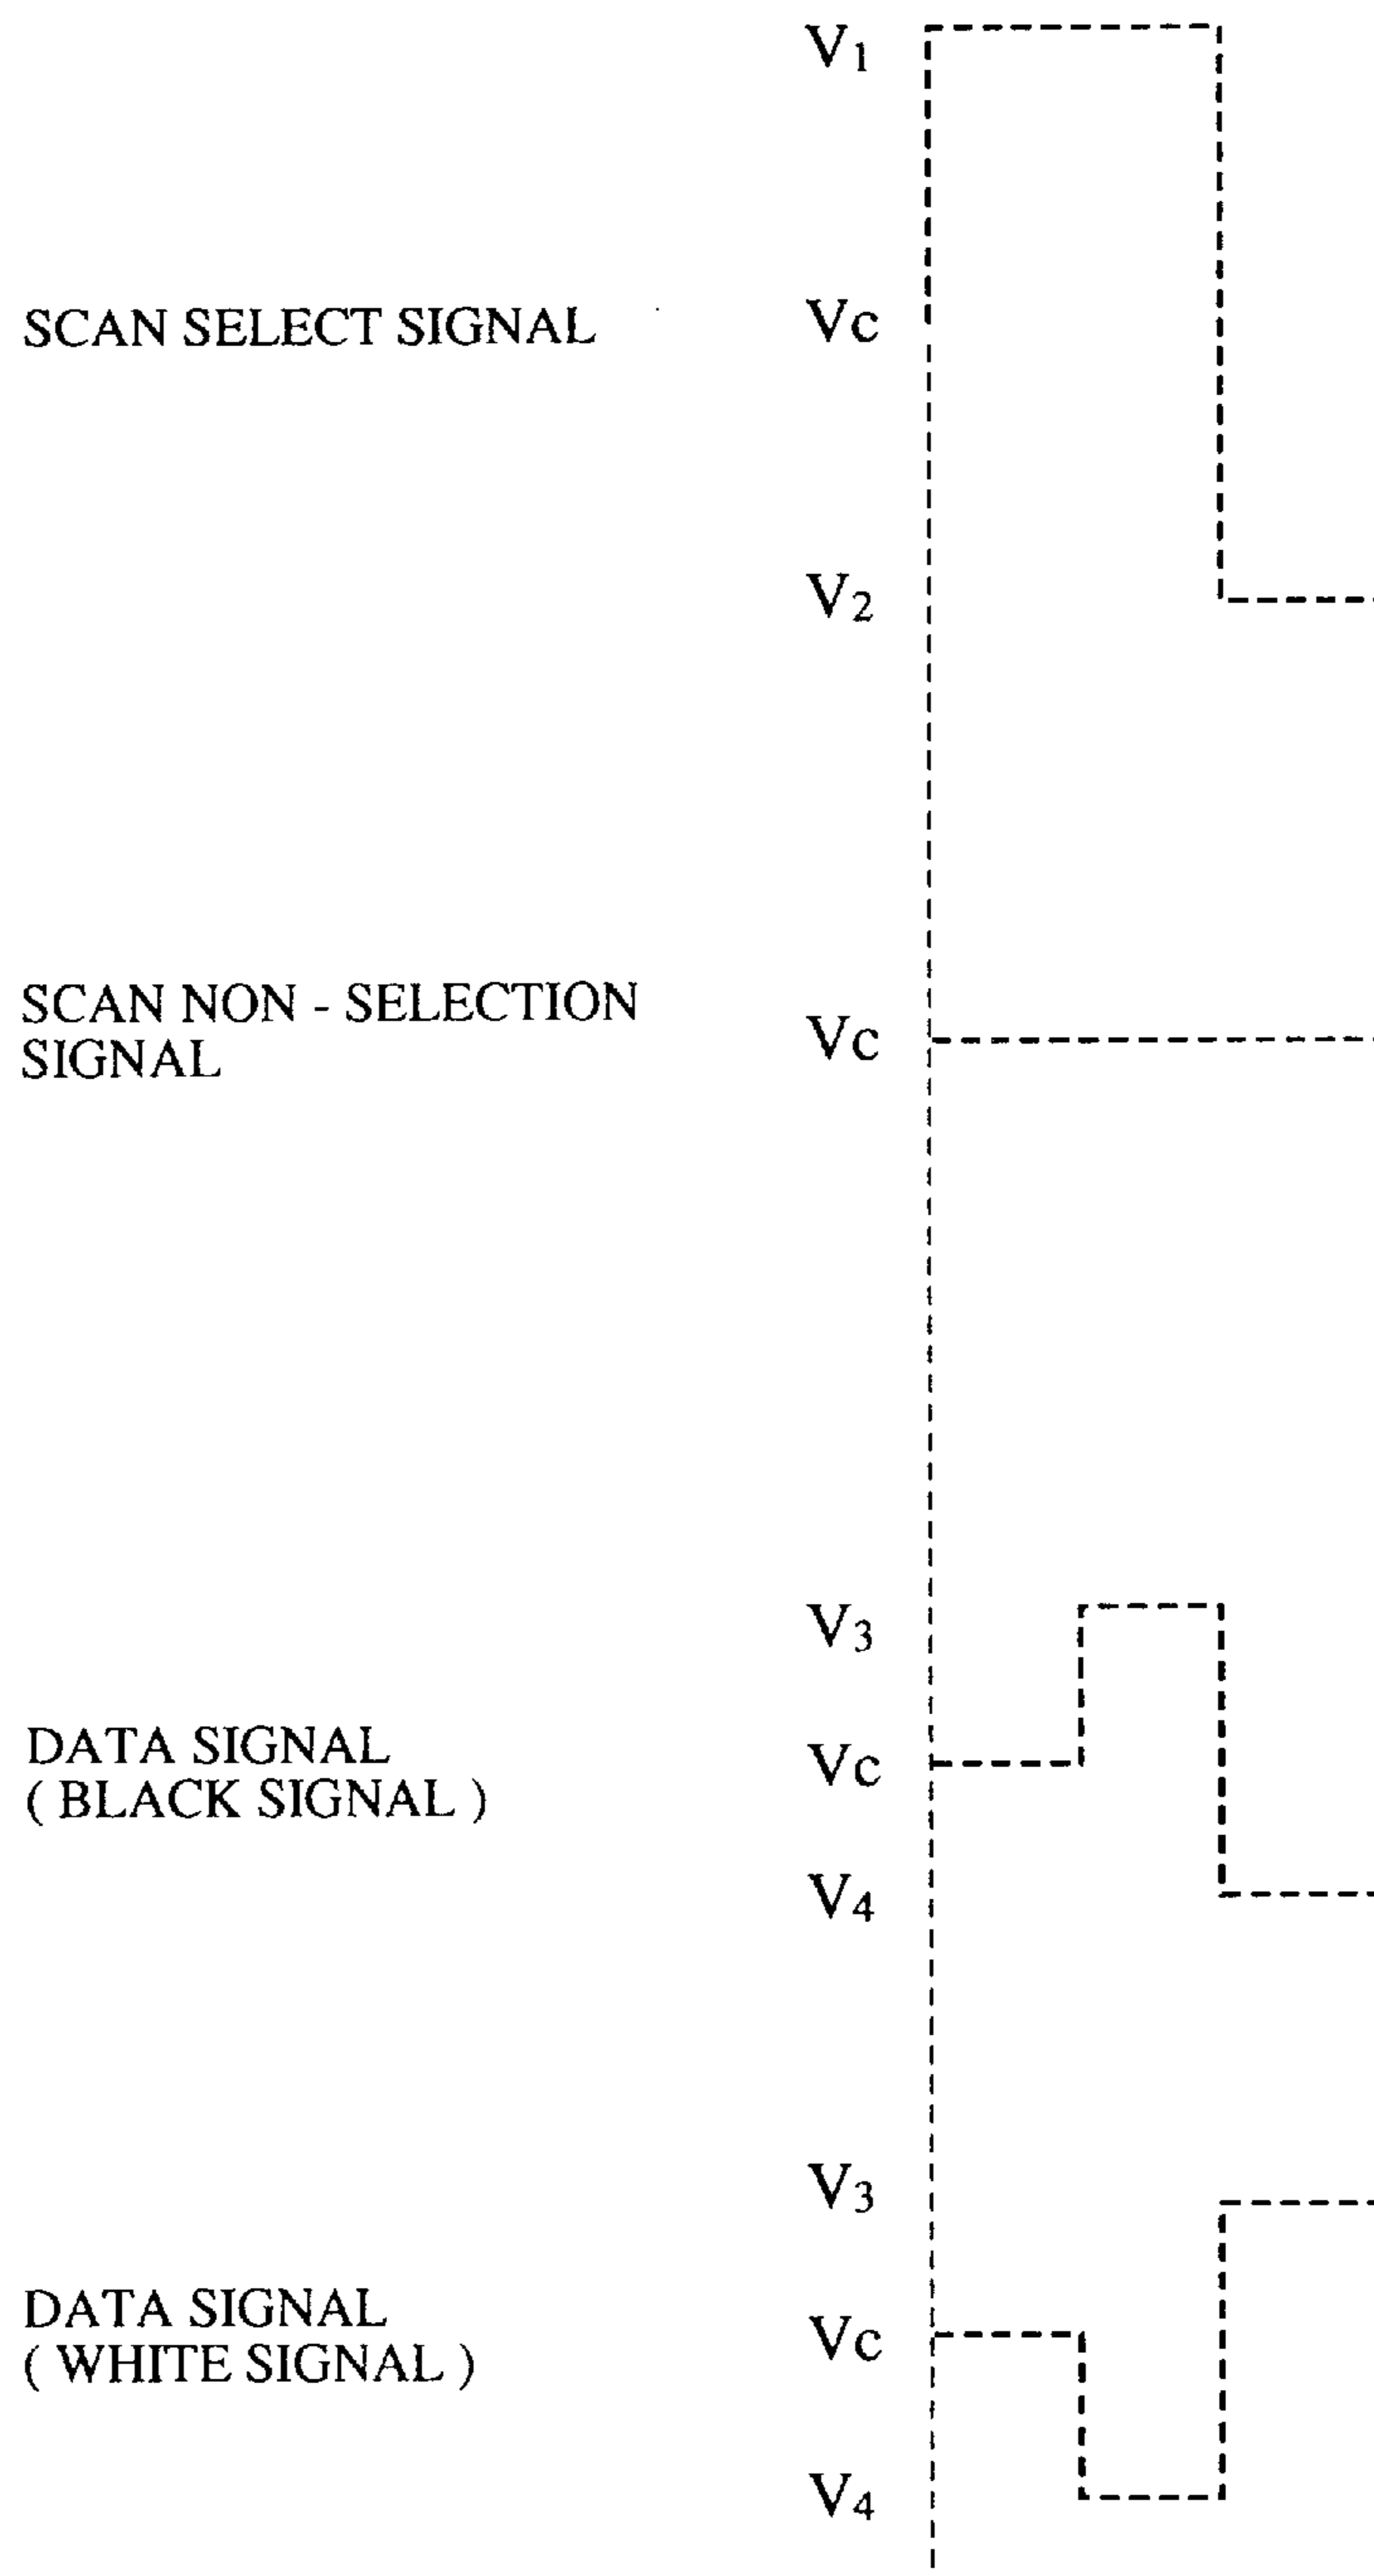 V₁
SCAN SELECT SIGNAL
Vc
V₂
SCAN NON - SELECTION
SIGNAL
Vc
V₃
DATA SIGNAL
( BLACK SIGNAL )
Vc
V₄
V₃
DATA SIGNAL
( WHITE SIGNAL )
Vc
V₄